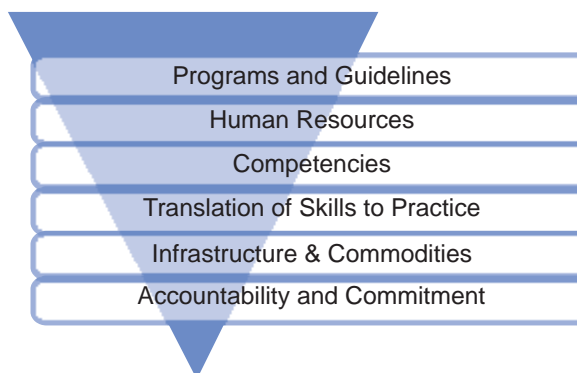 Programs and Guidelines
Human Resources
Competencies
Translation of Skills to Practice
Infrastructure & Commodities
Accountability and Commitment